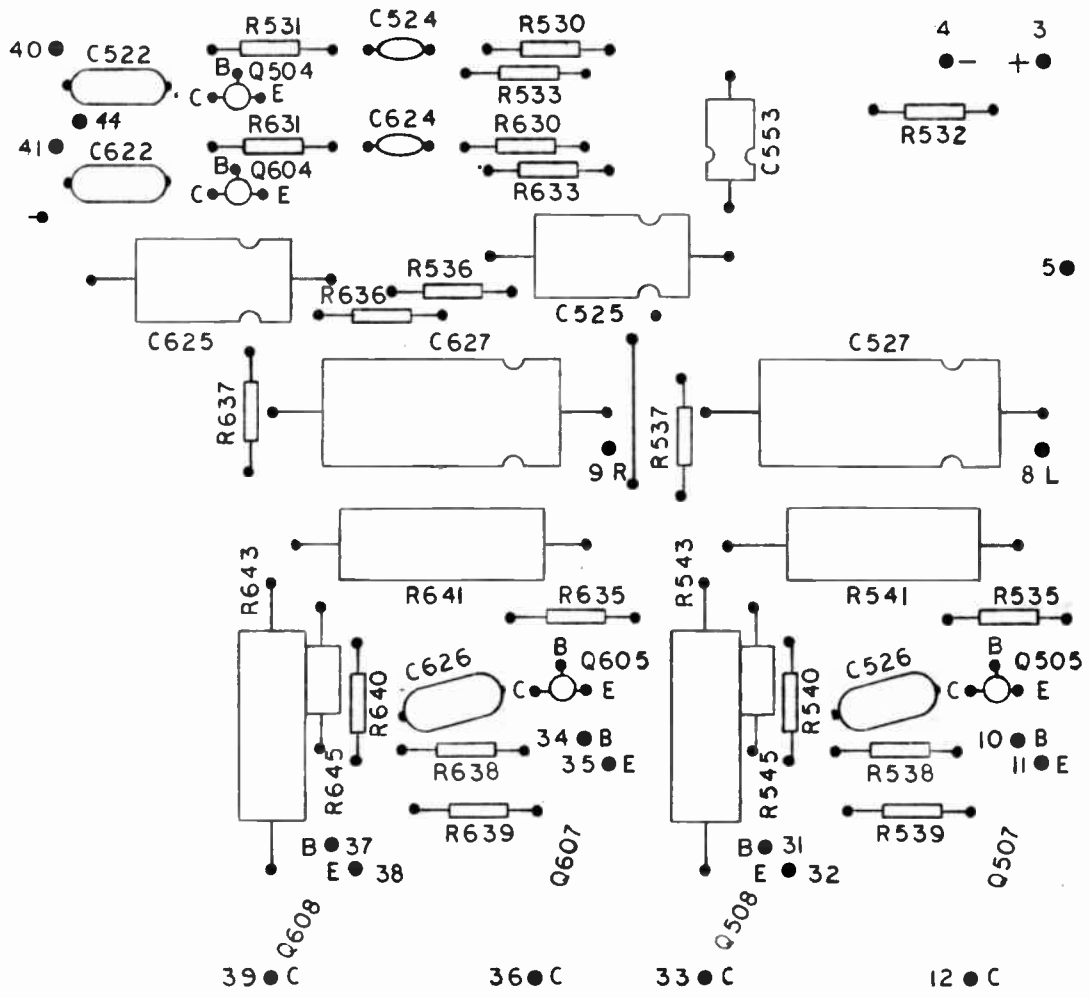 R531
C524
R530
4
3
40
C522
B
Q504
- +
C
E
R533
44
R631
C624
R630
C553
R532
41
C622
B
Q604
C
E
R633
R536
5
R636
C525
C625
C627
C527
R637
R537
9 R
8 L
R643
R641
R635
R543
R541
R535
B
Q605
B
Q505
C626
C
E
C526
C
E
R640
R540
34 B
10 B
R645
R638
35 E
R545
R538
11 E
R639
R539
B 37
Q607
B 31
Q507
E 38
E 32
Q608
Q508
39 C
36 C
33 C
12 C